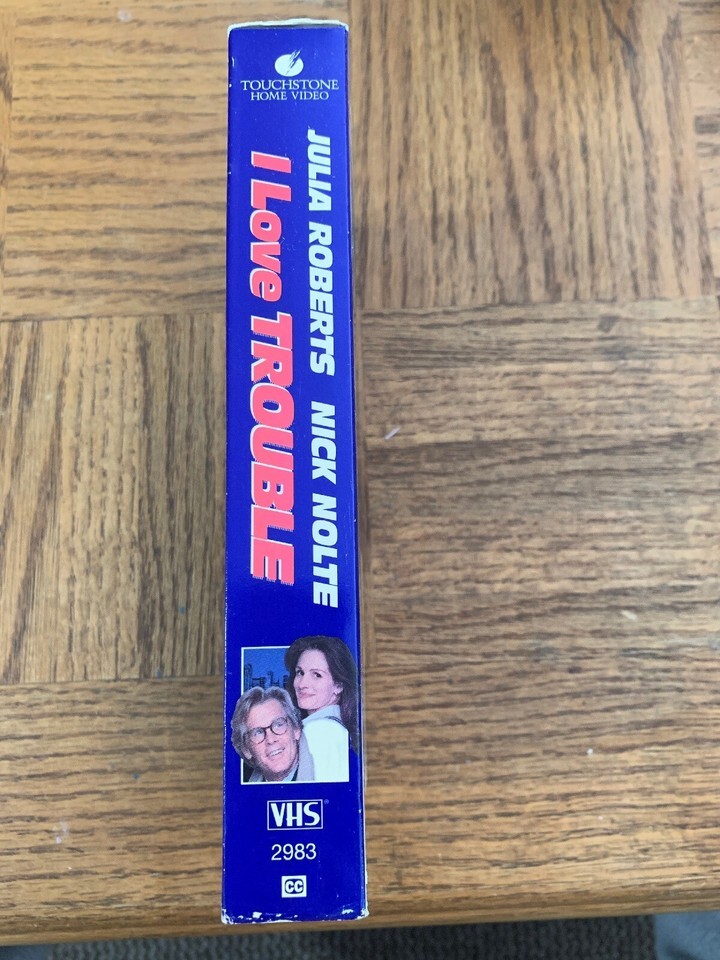 TOUCHSTONE
HOME VIDEO
JULIA ROBERTS NICK NOLTE
I Love TROUBLE
VHS
2983
CC